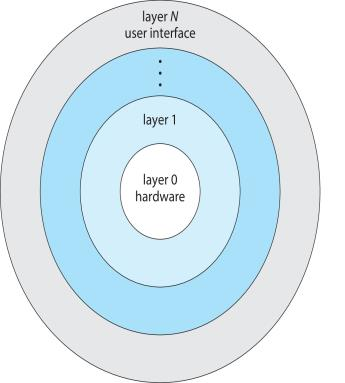 layer N
user interface
layer 1
layer 0
hardware